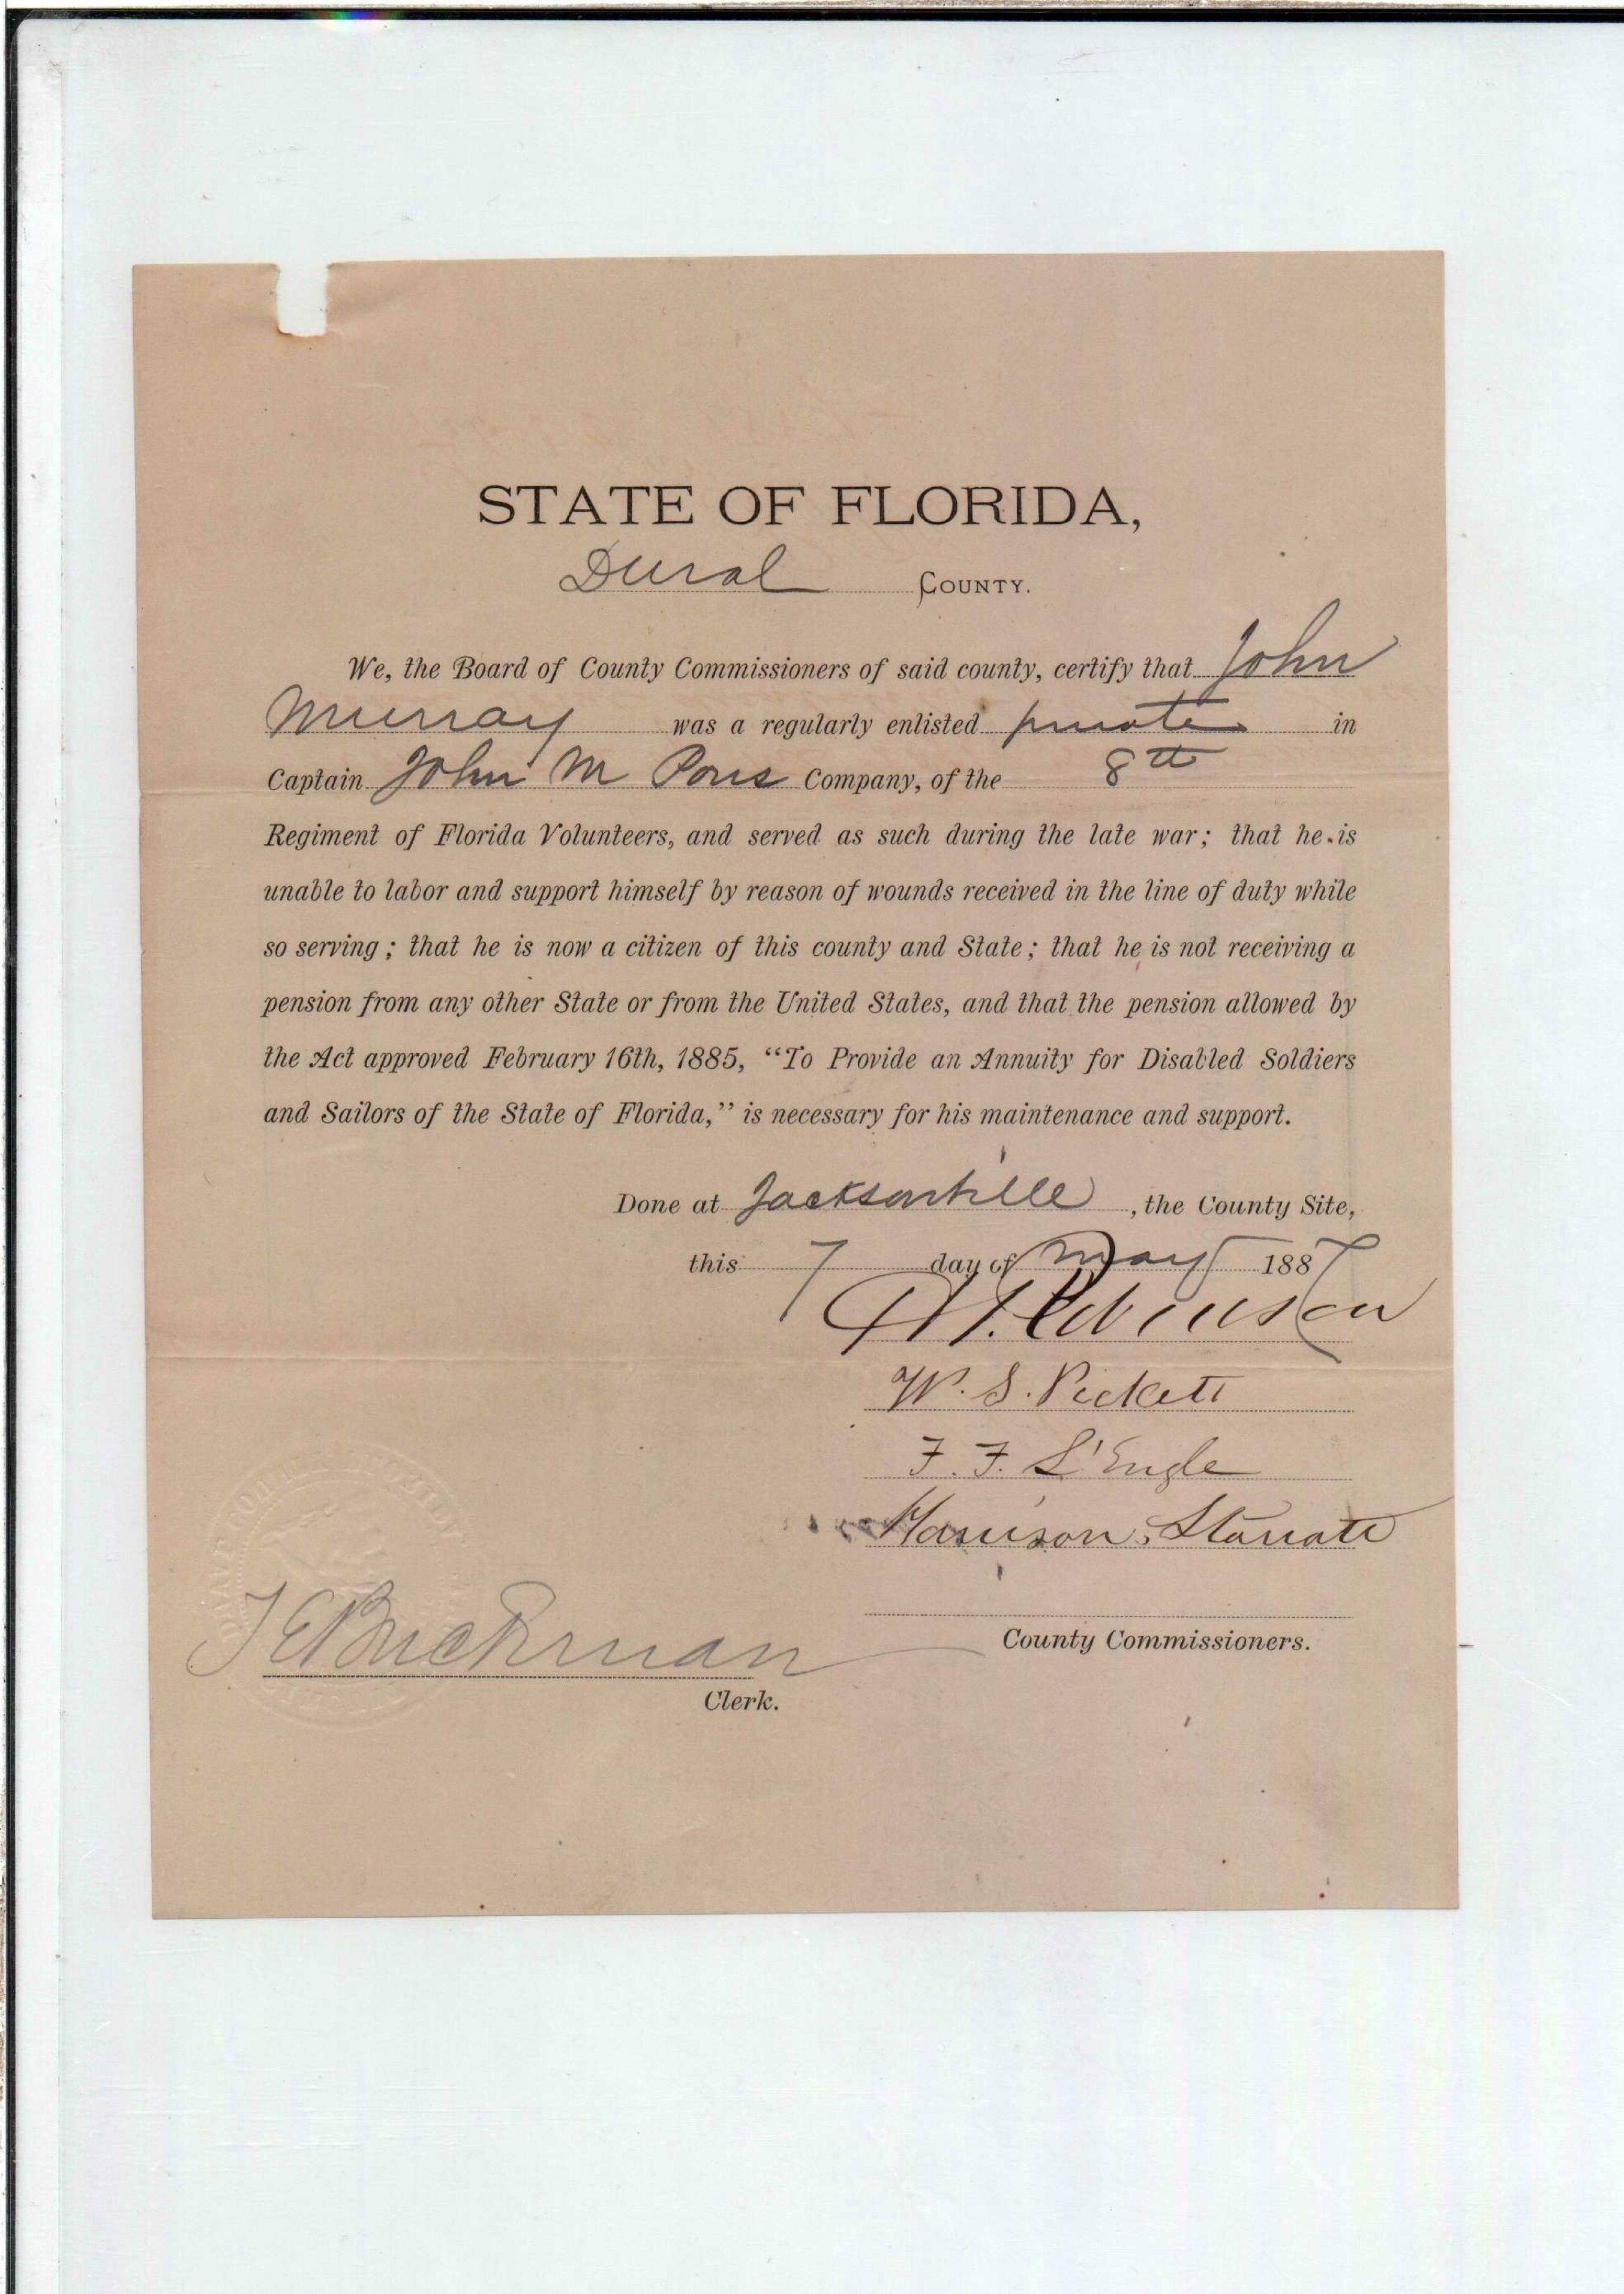 STATE OF FLORIDA,
Duval COUNTY.
We, the Board of County Commissioners of said county, certify that John
Murray was a regularly enlisted private in
Captain John M Pons Company, of the 8th
Regiment of Florida Volunteers, and served as such during the late war; that he is
unable to labor and support himself by reason of wounds received in the line of duty while
so serving; that he is now a citizen of this county and State; that he is not receiving a
pension from any other State or from the United States, and that the pension allowed by
the Act approved February 16th, 1885, “To Provide an Annuity for Disabled Soldiers
and Sailors of the State of Florida,” is necessary for his maintenance and support.
Done at Jacksonville, the County Site,
this 7 day of May 1887
Robinson
W. S. Pickett
F. F. L'Engle
Harrison Starratt
County Commissioners.
T E Buckman
Clerk.